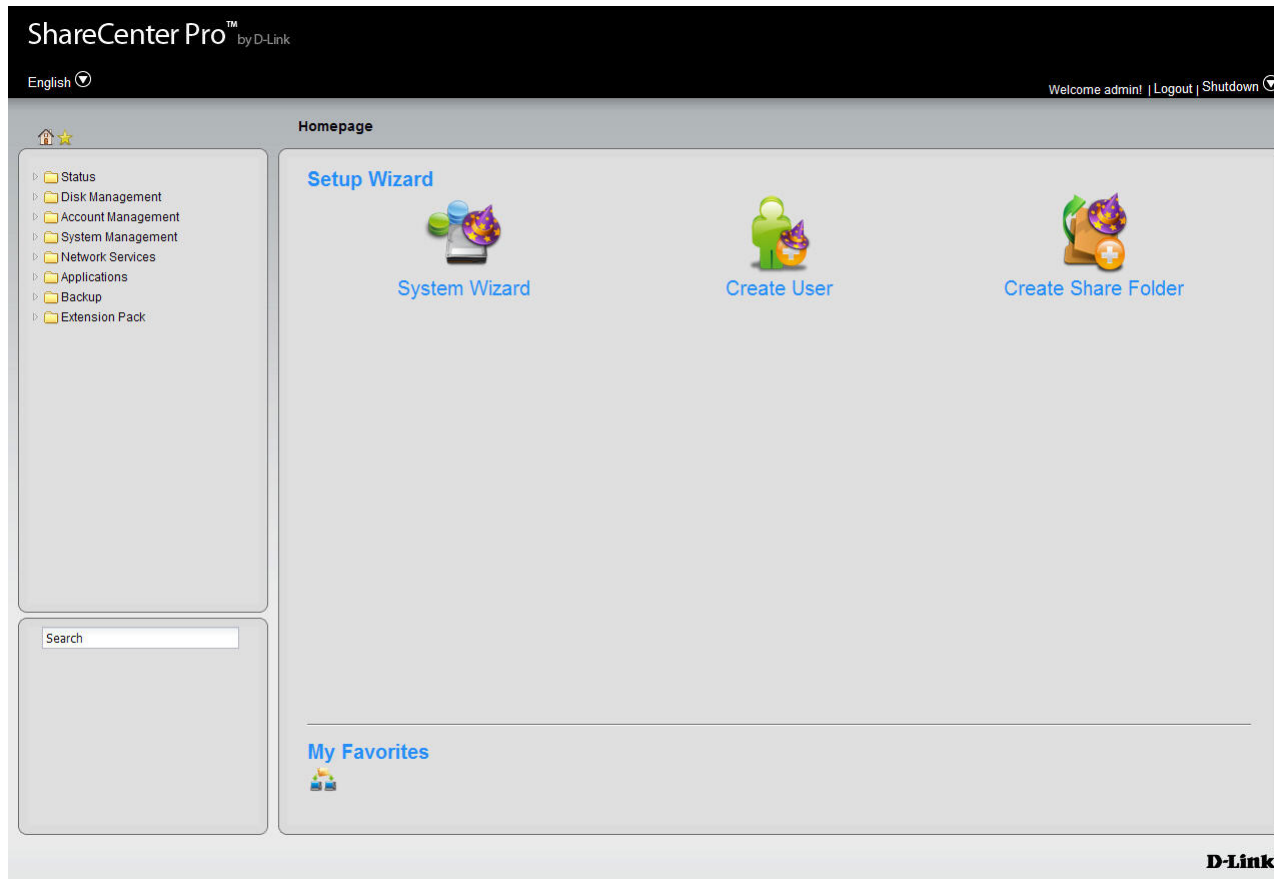 ShareCenter Pro™ by D-Link
English
Welcome admin! | Logout | Shutdown
Homepage
Status
Disk Management
Account Management
System Management
Network Services
Applications
Backup
Extension Pack
Search
Setup Wizard
System Wizard
Create User
Create Share Folder
My Favorites
D-Link